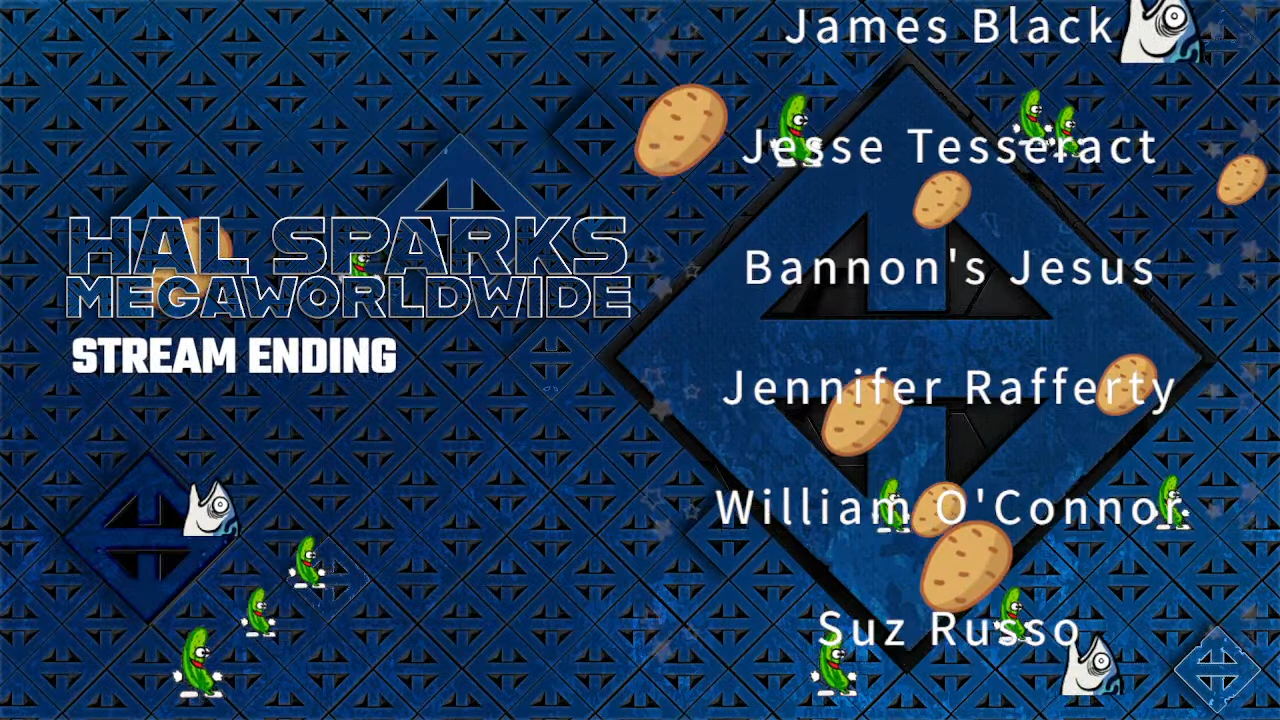 HAL SPARKS
MEGAWORLDWIDE
STREAM ENDING
James Black
Jesse Tesseract
Bannon's Jesus
Jennifer Rafferty
William O'Connor
Suz Russo